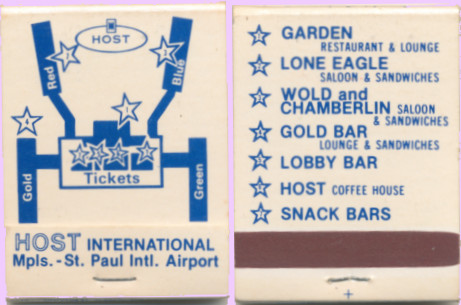 HOST
Red
Blue
Tickets
Gold
Green
HOST INTERNATIONAL
Mpls. - St. Paul Intl. Airport
GARDEN
RESTAURANT & LOUNGE
LONE EAGLE
SALOON & SANDWICHES
WOLD and
CHAMBERLIN SALOON
& SANDWICHES
GOLD BAR
LOUNGE & SANDWICHES
LOBBY BAR
HOST COFFEE HOUSE
SNACK BARS